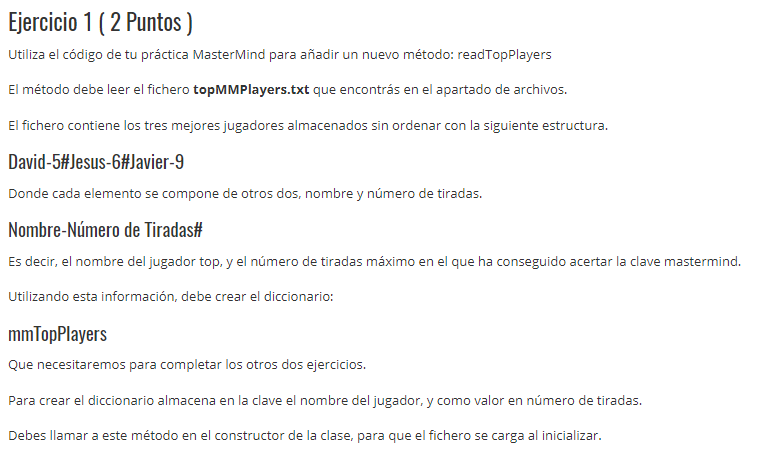 Ejercicio 1 ( 2 Puntos )
Utiliza el código de tu práctica MasterMind para añadir un nuevo método: readTopPlayers
El método debe leer el fichero topMMPlayers.txt que encontrás en el apartado de archivos.
El fichero contiene los tres mejores jugadores almacenados sin ordenar con la siguiente estructura.
David-5#Jesus-6#Javier-9
Donde cada elemento se compone de otros dos, nombre y número de tiradas.
Nombre-Número de Tiradas#
Es decir, el nombre del jugador top, y el número de tiradas máximo en el que ha conseguido acertar la clave mastermind.
Utilizando esta información, debe crear el diccionario:
mmTopPlayers
Que necesitaremos para completar los otros dos ejercicios.
Para crear el diccionario almacena en la clave el nombre del jugador, y como valor en número de tiradas.
Debes llamar a este método en el constructor de la clase, para que el fichero se carga al inicializar.